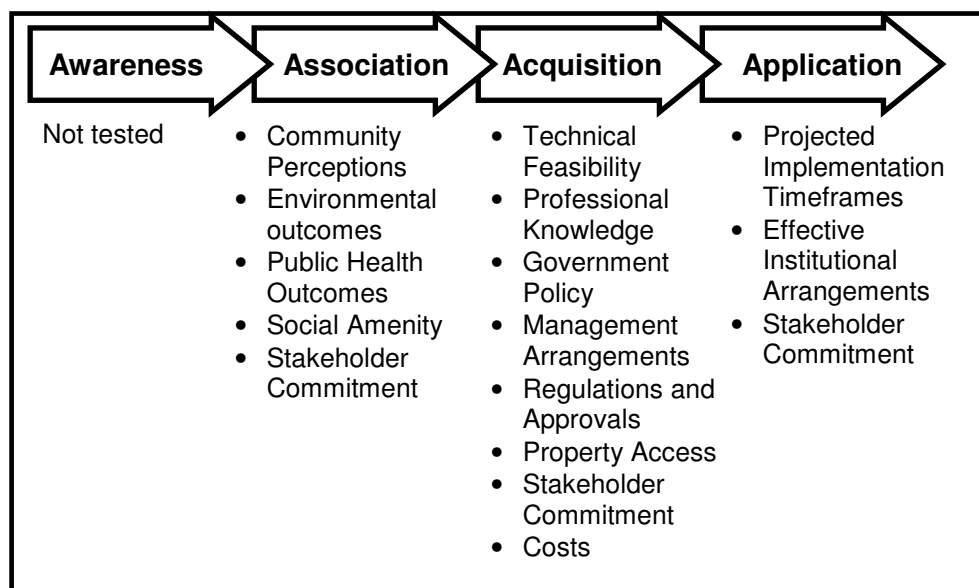 Awareness
Association
Acquisition
Application
Not tested
• Community
Perceptions
• Environmental
outcomes
• Public Health
Outcomes
• Social Amenity
• Stakeholder
Commitment
• Technical
Feasibility
• Professional
Knowledge
• Government
Policy
• Management
Arrangements
• Regulations and
Approvals
• Property Access
• Stakeholder
Commitment
• Costs
• Projected
Implementation
Timeframes
• Effective
Institutional
Arrangements
• Stakeholder
Commitment